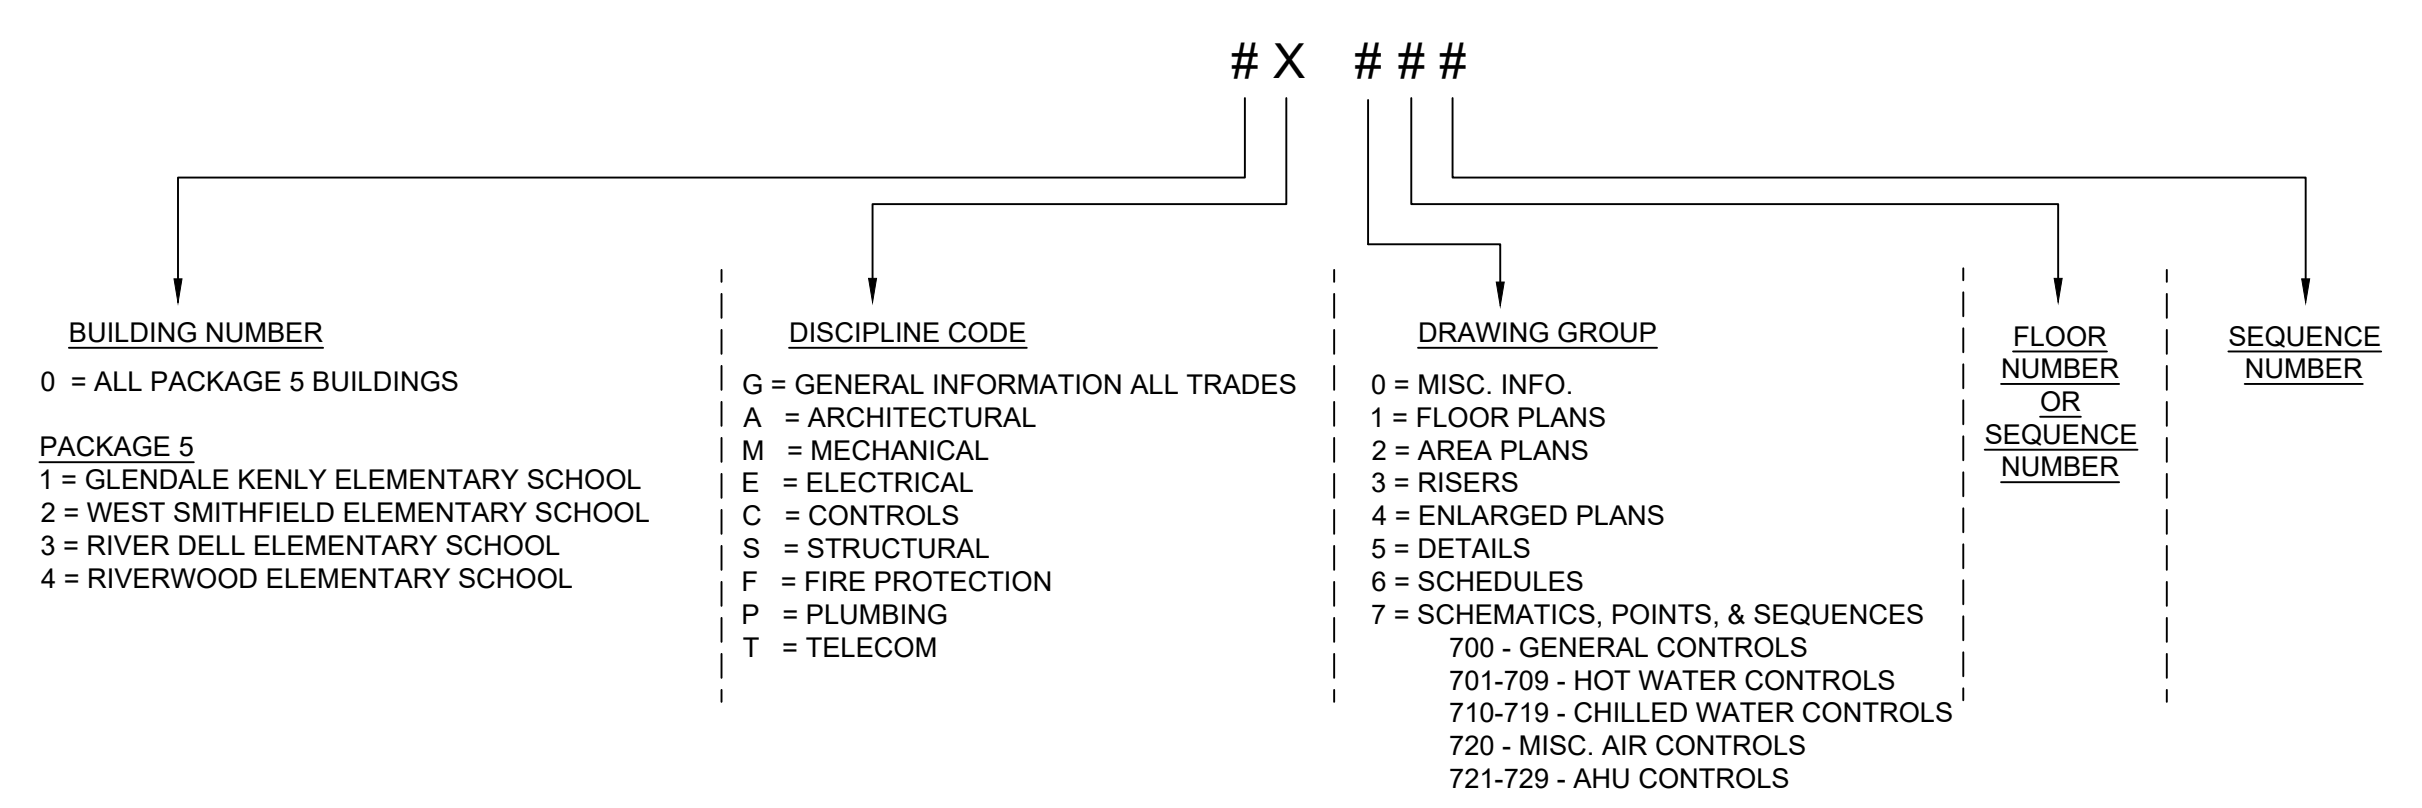 # X # # #
BUILDING NUMBER
0 = ALL PACKAGE 5 BUILDINGS
PACKAGE 5
1 = GLENDALE KENLY ELEMENTARY SCHOOL
2 = WEST SMITHFIELD ELEMENTARY SCHOOL
3 = RIVER DELL ELEMENTARY SCHOOL
4 = RIVERWOOD ELEMENTARY SCHOOL
DISCIPLINE CODE
G = GENERAL INFORMATION ALL TRADES
A = ARCHITECTURAL
M = MECHANICAL
E = ELECTRICAL
C = CONTROLS
S = STRUCTURAL
F = FIRE PROTECTION
P = PLUMBING
T = TELECOM
DRAWING GROUP
0 = MISC. INFO.
1 = FLOOR PLANS
2 = AREA PLANS
3 = RISERS
4 = ENLARGED PLANS
5 = DETAILS
6 = SCHEDULES
7 = SCHEMATICS, POINTS, & SEQUENCES
700 - GENERAL CONTROLS
701-709 - HOT WATER CONTROLS
710-719 - CHILLED WATER CONTROLS
720 - MISC. AIR CONTROLS
721-729 - AHU CONTROLS
FLOOR
NUMBER
OR
SEQUENCE
NUMBER
SEQUENCE
NUMBER